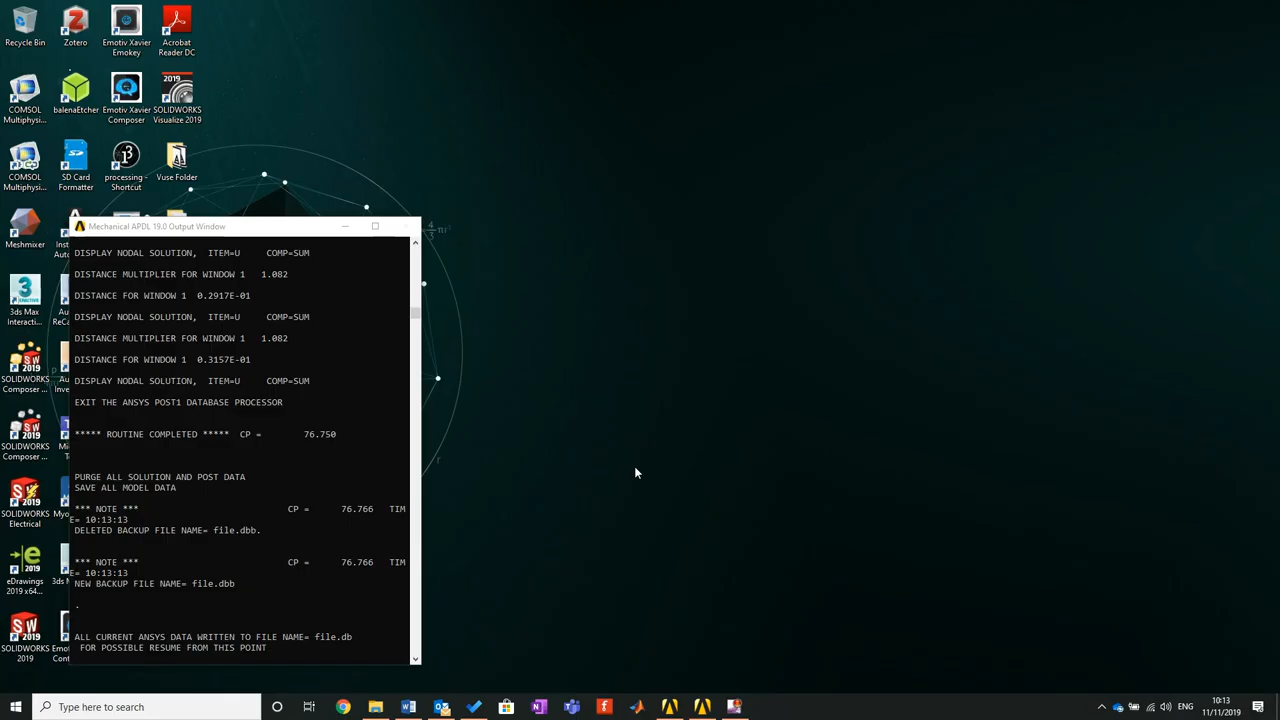 Recycle Bin
Zotero
Emotiv Xavier
Emokey
Acrobat
Reader DC
COMSOL
Multiphysi...
balenaEtcher
Emotiv Xavier
Composer
2019
SOLIDWORKS
Visualize 2019
COMSOL
Multiphysi...
SD Card
Formatter
processing -
Shortcut
Vuse Folder
Meshmixer
3ds Max
Interacti...
SOLIDWORKS
Composer ...
SOLIDWORKS
Composer ...
SOLIDWORKS
Electrical
eDrawings
2019 x64...
SOLIDWORKS
2019
Mechanical APDL 19.0 Output Window
DISPLAY NODAL SOLUTION, ITEM=U COMP=SUM
DISTANCE MULTIPLIER FOR WINDOW 1 1.082
DISTANCE FOR WINDOW 1 0.2917E-01
DISPLAY NODAL SOLUTION, ITEM=U COMP=SUM
DISTANCE MULTIPLIER FOR WINDOW 1 1.082
DISTANCE FOR WINDOW 1 0.3157E-01
DISPLAY NODAL SOLUTION, ITEM=U COMP=SUM
EXIT THE ANSYS POST1 DATABASE PROCESSOR
***** ROUTINE COMPLETED ***** CP = 76.750
PURGE ALL SOLUTION AND POST DATA
SAVE ALL MODEL DATA
*** NOTE *** CP = 76.766 TIM
E= 10:13:13
DELETED BACKUP FILE NAME= file.dbb.
*** NOTE *** CP = 76.766 TIM
E= 10:13:13
NEW BACKUP FILE NAME= file.dbb
.
ALL CURRENT ANSYS DATA WRITTEN TO FILE NAME= file.db
FOR POSSIBLE RESUME FROM THIS POINT
Type here to search
ENG
10:13
11/11/2019